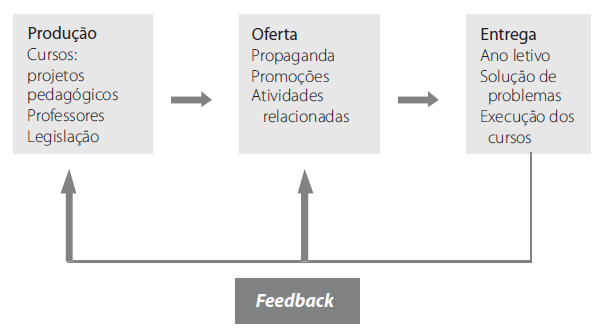 Produção
Cursos:
projetos
pedagógicos
Professores
Legislação
Oferta
Propaganda
Promoções
Atividades
relacionadas
Entrega
Ano letivo
Solução de
problemas
Execução dos
cursos
Feedback